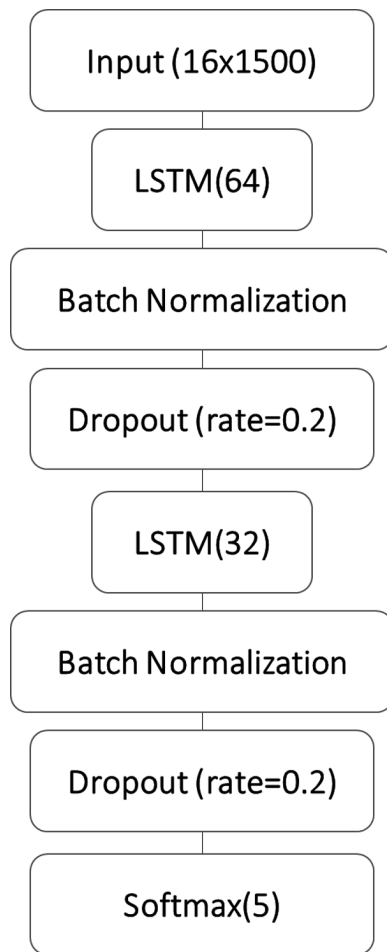 Input (16x1500)
LSTM(64)
Batch Normalization
Dropout (rate=0.2)
LSTM(32)
Batch Normalization
Dropout (rate=0.2)
Softmax(5)